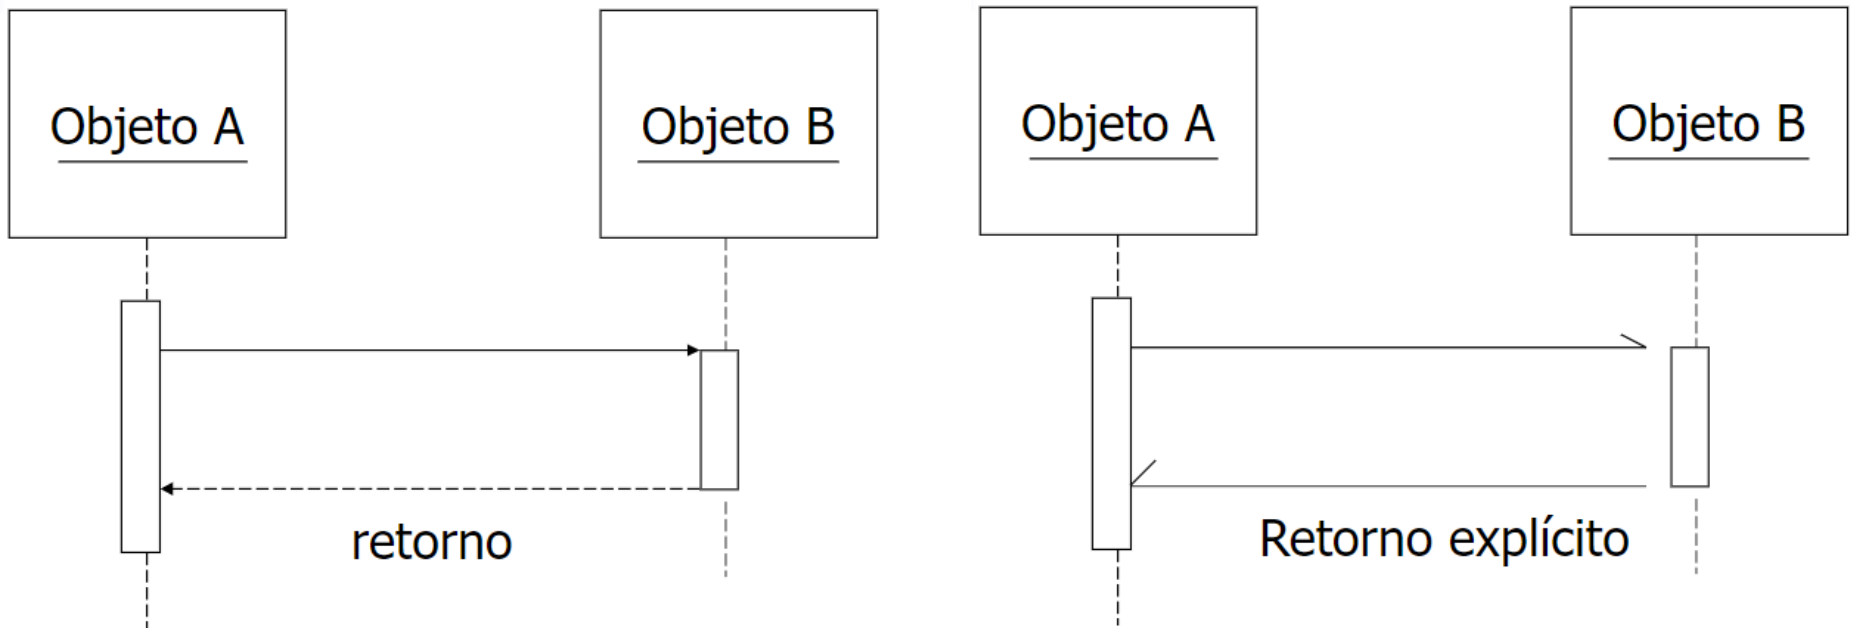 Objeto A
Objeto B
retorno
Objeto A
Objeto B
Retorno explícito